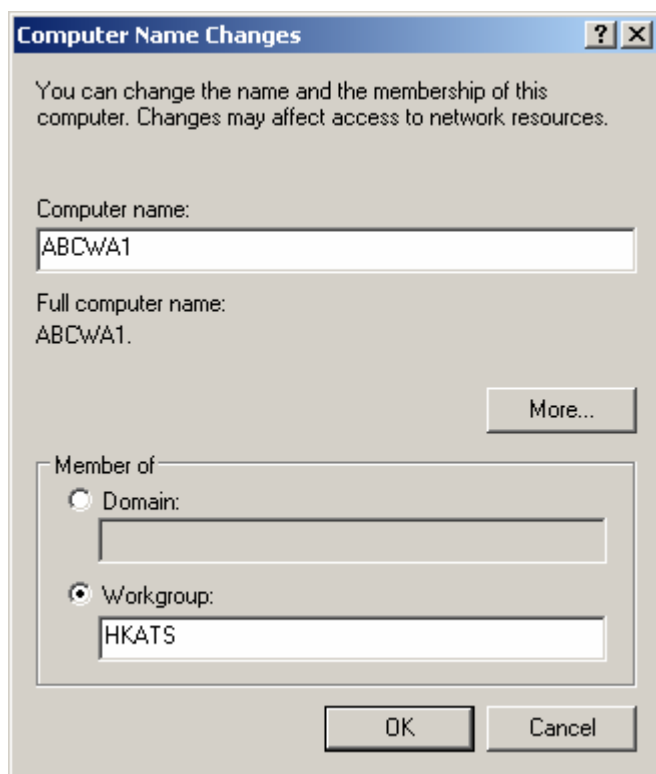 Computer Name Changes
You can change the name and the membership of this
computer. Changes may affect access to network resources.
Computer name:
ABCWA1
Full computer name:
ABCWA1.
More...
Member of
Domain:
Workgroup:
HKATS
OK
Cancel